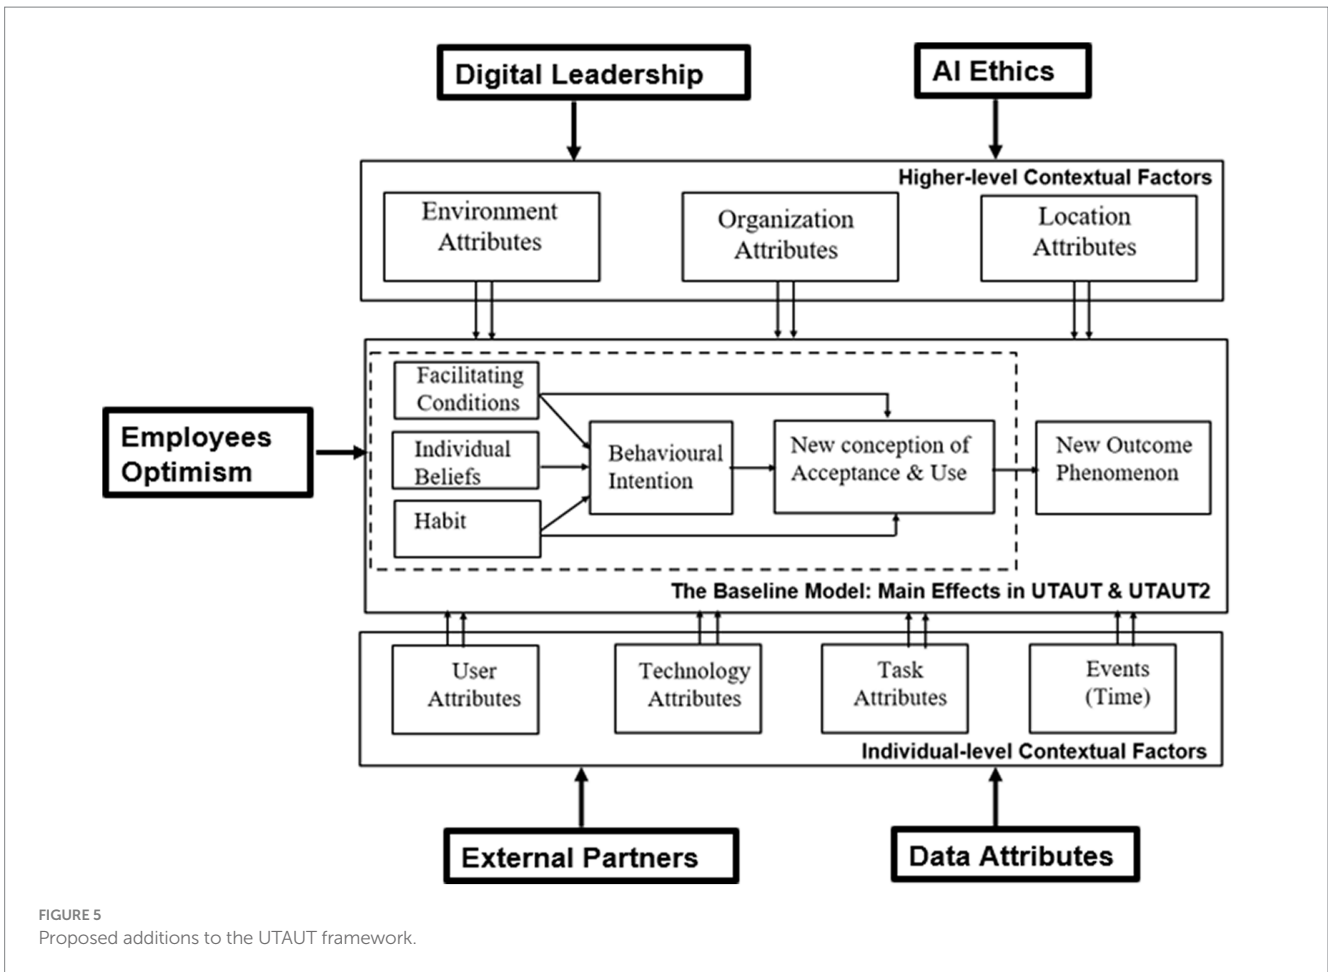 Digital Leadership
AI Ethics
Higher-level Contextual Factors
Environment
Attributes
Organization
Attributes
Location
Attributes
Employees
Optimism
Facilitating
Conditions
Individual
Beliefs
Habit
Behavioural
Intention
New conception of
Acceptance & Use
New Outcome
Phenomenon
The Baseline Model: Main Effects in UTAUT & UTAUT2
User
Attributes
Technology
Attributes
Task
Attributes
Events
(Time)
Individual-level Contextual Factors
External Partners
Data Attributes
FIGURE 5
Proposed additions to the UTAUT framework.